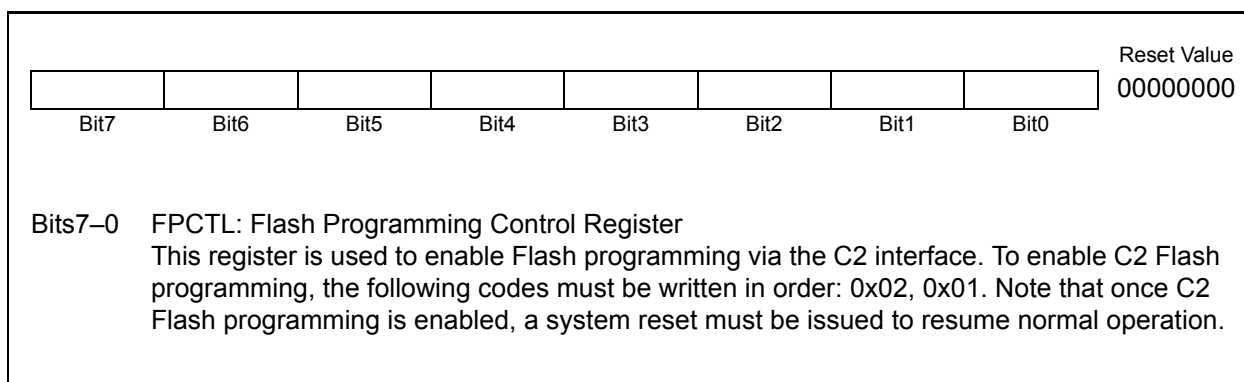 Reset Value
00000000
Bit7 Bit6 Bit5 Bit4 Bit3 Bit2 Bit1 Bit0
Bits7–0 FPCTL: Flash Programming Control Register
This register is used to enable Flash programming via the C2 interface. To enable C2 Flash
programming, the following codes must be written in order: 0x02, 0x01. Note that once C2
Flash programming is enabled, a system reset must be issued to resume normal operation.